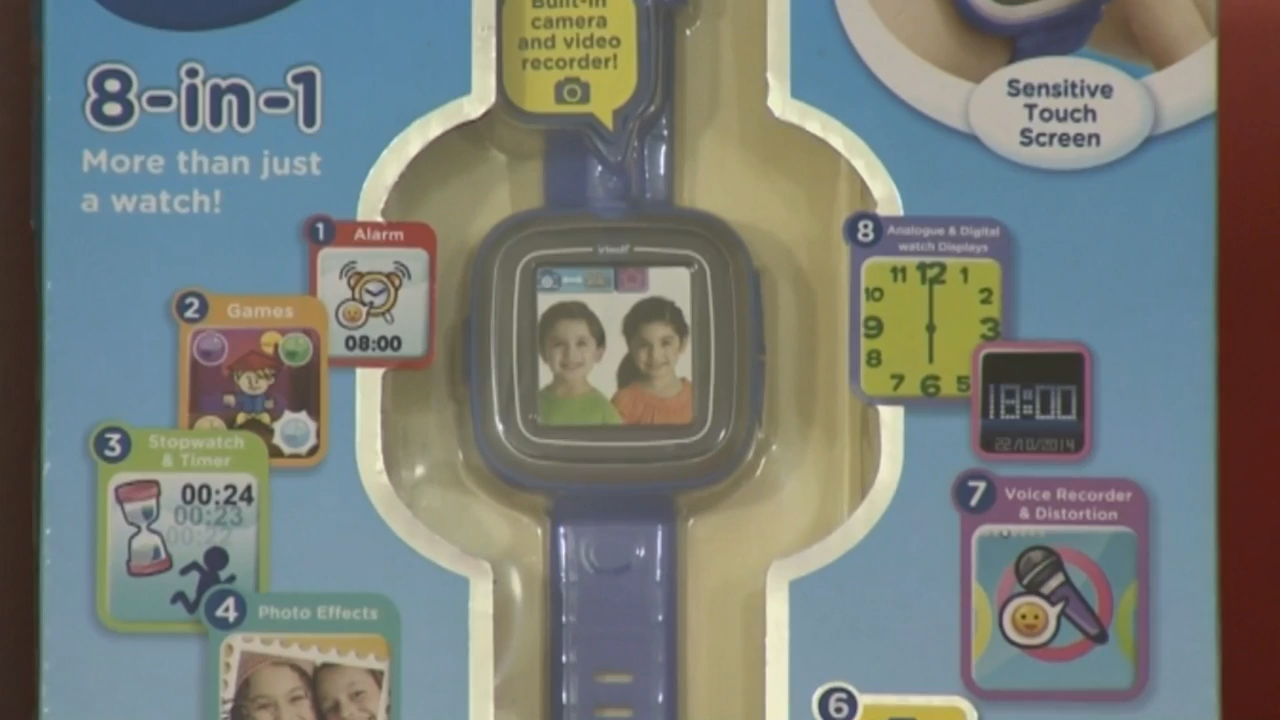 Built-in
camera
and video
recorder!
8-in-1
More than just
a watch!
Sensitive
Touch
Screen
1
Alarm
08:00
2
Games
3
Stopwatch
& Timer
00:24
00:23
00:22
4
Photo Effects
vtech
8
Analogue & Digital
watch Displays
11 12 1
10 2
9 3
8
7 6 5
18:00
22/10/2014
7
Voice Recorder
& Distortion
6